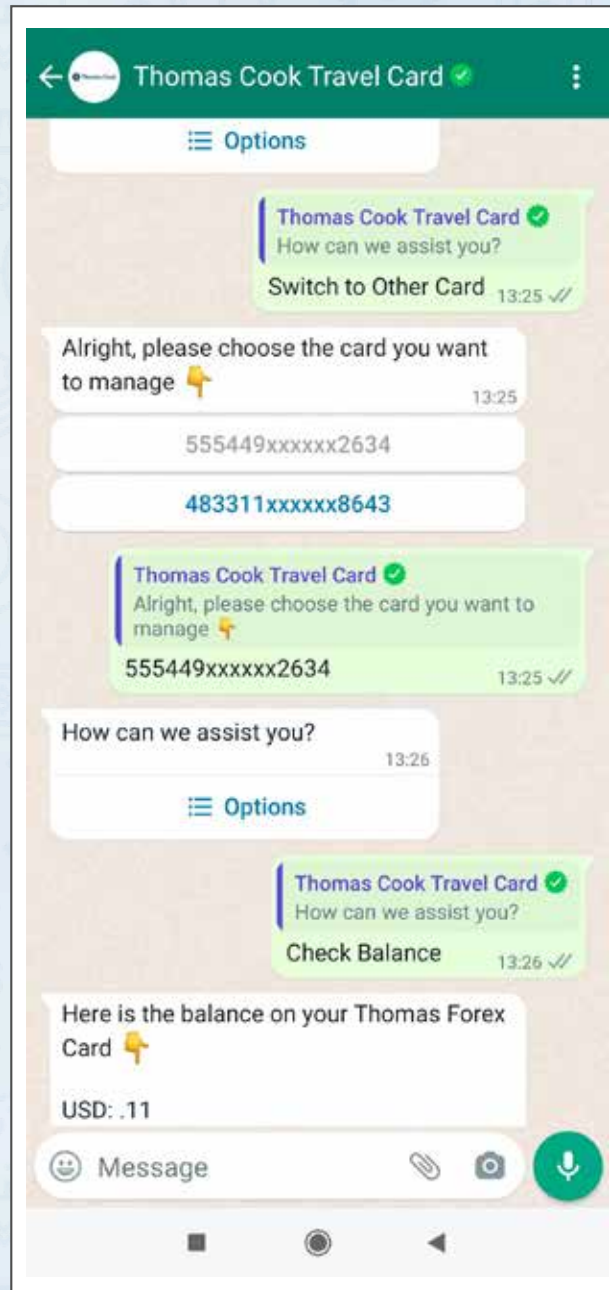 Thomas Cook Travel Card
Options
Thomas Cook Travel Card
How can we assist you?
Switch to Other Card 13:25
Alright, please choose the card you want
to manage 👇
13:25
555449xxxxxx2634
483311xxxxxx8643
Thomas Cook Travel Card
Alright, please choose the card you want to
manage 👇
555449xxxxxx2634 13:25
How can we assist you?
13:26
Options
Thomas Cook Travel Card
How can we assist you?
Check Balance 13:26
Here is the balance on your Thomas Forex
Card 👇
USD: .11
Message